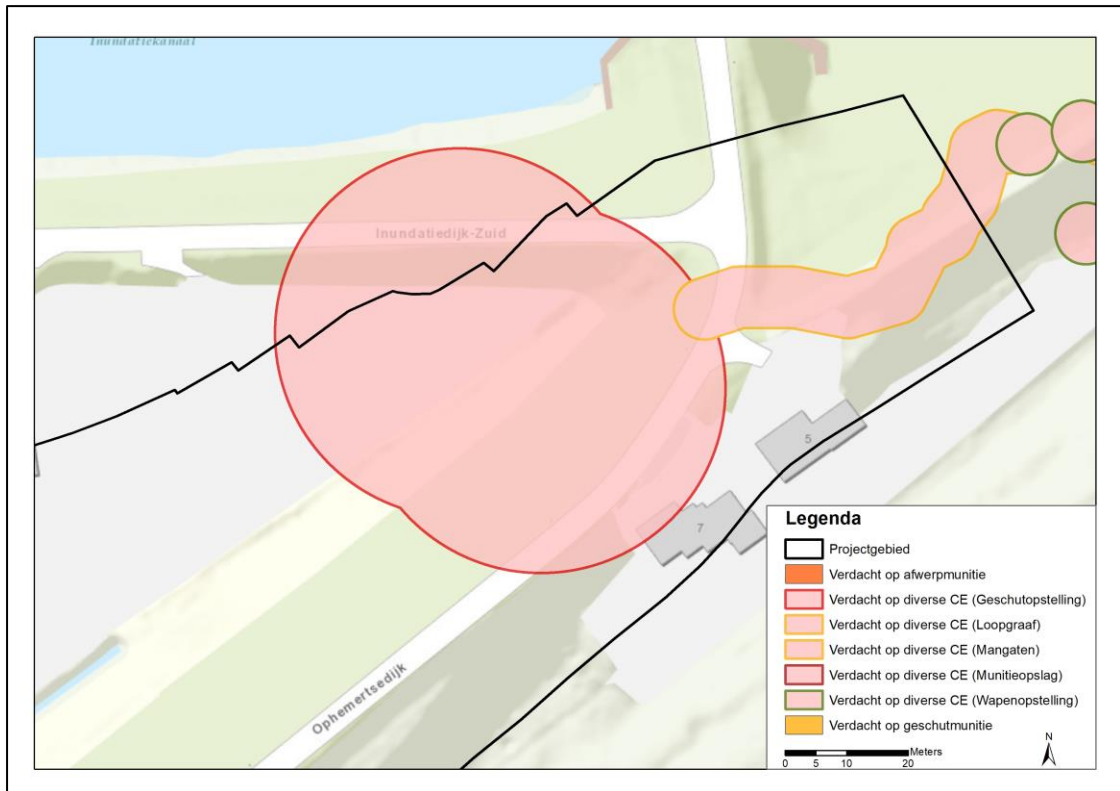 Inundatiekanaal
Inundatiedijk-Zuid
5
7
Ophemertsedijk
Legenda
Projectgebied
Verdacht op afwerpmunitie
Verdacht op diverse CE (Geschutopstelling)
Verdacht op diverse CE (Loopgraaf)
Verdacht op diverse CE (Mangaten)
Verdacht op diverse CE (Munitieopslag)
Verdacht op diverse CE (Wapenopstelling)
Verdacht op geschutmunitie
Meters
0 5 10 20
N